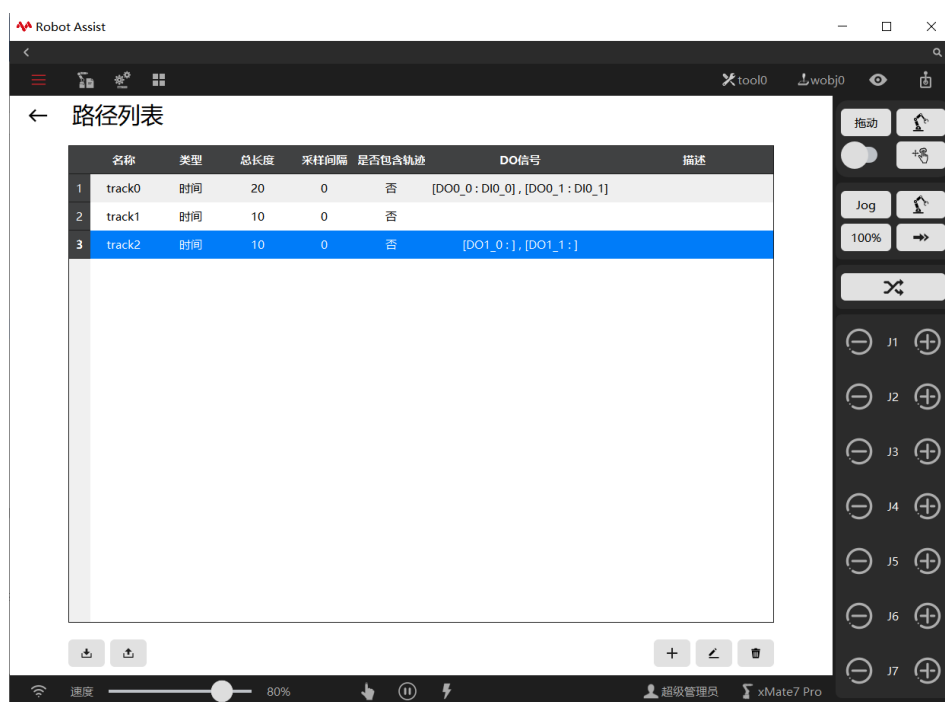 Robot Assist
tool0 wobj0
路径列表
名称 类型 总长度 采样间隔 是否包含轨迹 DO信号 描述
1 track0 时间 20 0 否 [DO0_0 : DI0_0] , [DO0_1 : DI0_1]
2 track1 时间 10 0 否
3 track2 时间 10 0 否 [DO1_0 : ] , [DO1_1 : ]
拖动
Jog
100%
J1
J2
J3
J4
J5
J6
J7
速度 80% 超级管理员 xMate7 Pro